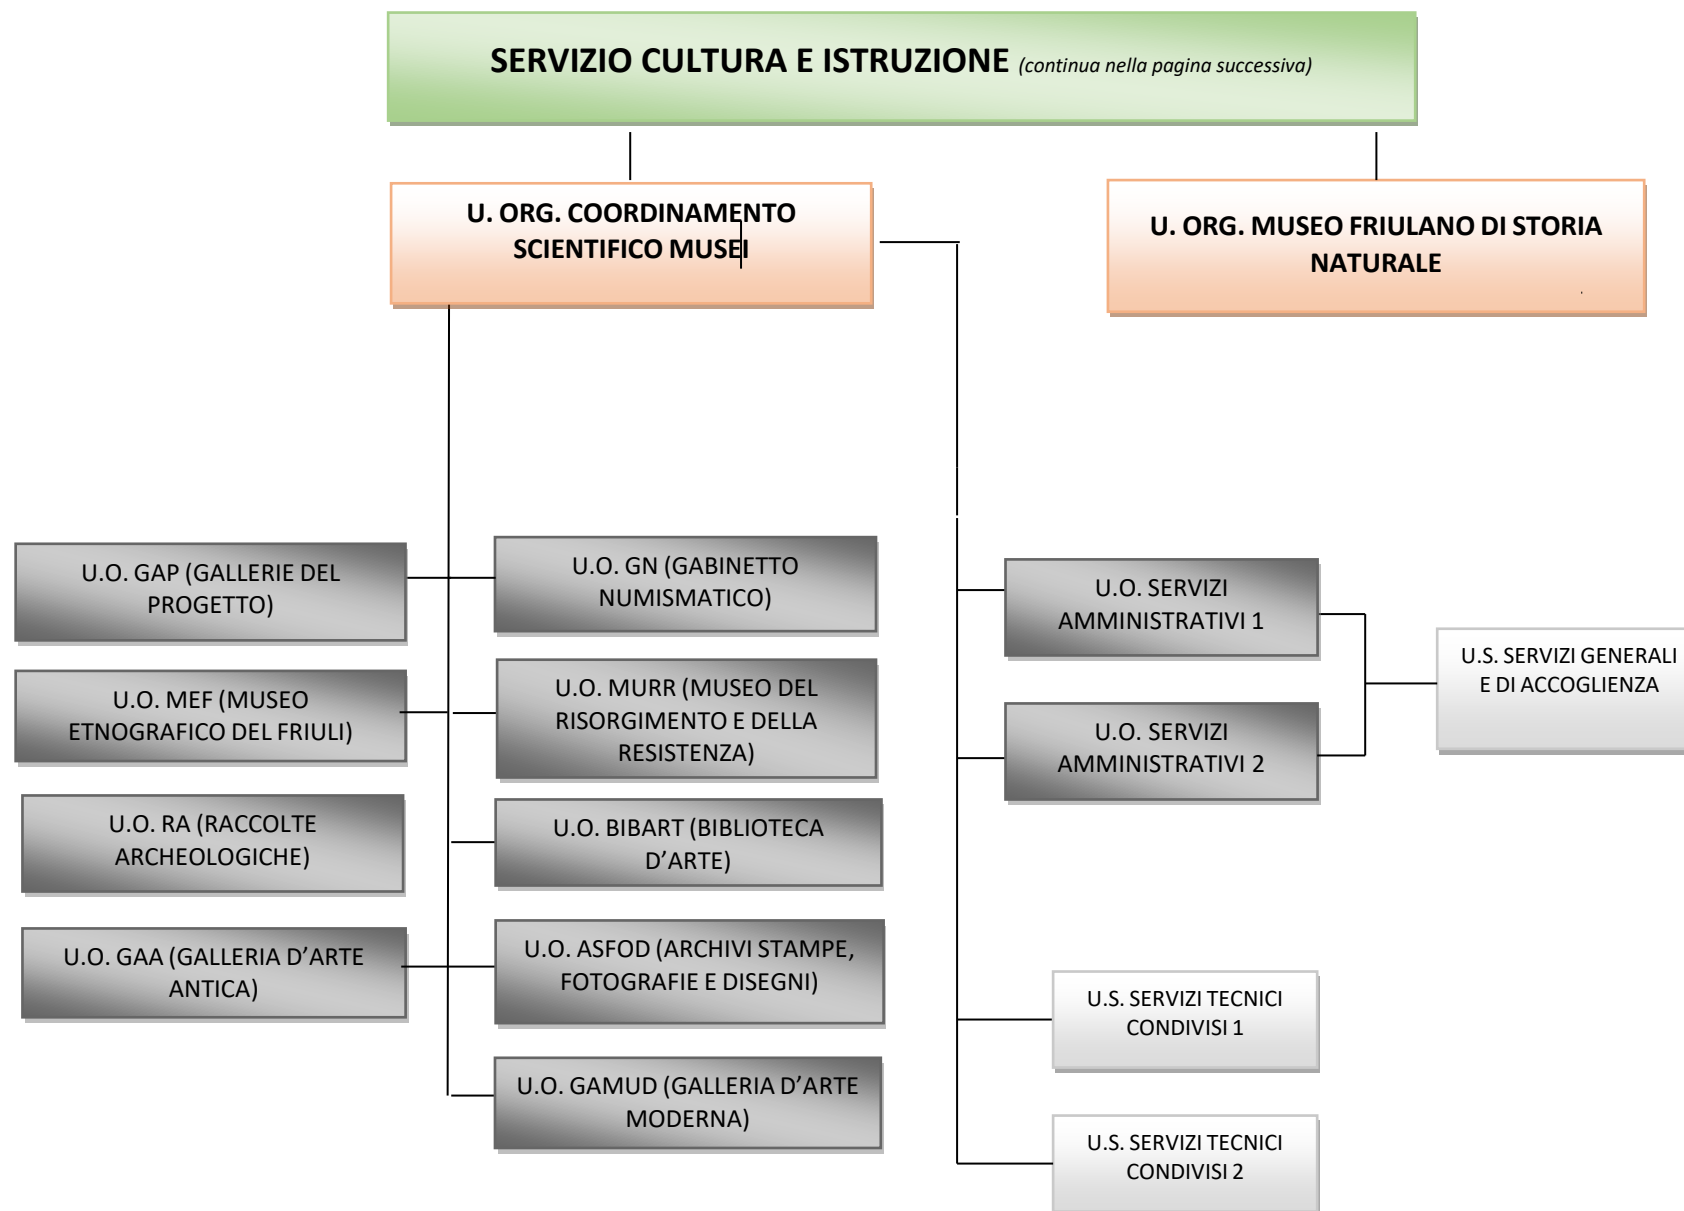 SERVIZIO CULTURA E ISTRUZIONE (continua nella pagina successiva)
U. ORG. COORDINAMENTO
SCIENTIFICO MUSEI
U. ORG. MUSEO FRIULANO DI STORIA
NATURALE
.
U.O. GAP (GALLERIE DEL
PROGETTO)
U.O. GN (GABINETTO
NUMISMATICO)
U.O. SERVIZI
AMMINISTRATIVI 1
U.S. SERVIZI GENERALI
E DI ACCOGLIENZA
U.O. MEF (MUSEO
ETNOGRAFICO DEL FRIULI)
U.O. MURR (MUSEO DEL
RISORGIMENTO E DELLA
RESISTENZA)
U.O. SERVIZI
AMMINISTRATIVI 2
U.O. RA (RACCOLTE
ARCHEOLOGICHE)
U.O. BIBART (BIBLIOTECA
D’ARTE)
U.O. GAA (GALLERIA D’ARTE
ANTICA)
U.O. ASFOD (ARCHIVI STAMPE,
FOTOGRAFIE E DISEGNI)
U.S. SERVIZI TECNICI
CONDIVISI 1
U.O. GAMUD (GALLERIA D’ARTE
MODERNA)
U.S. SERVIZI TECNICI
CONDIVISI 2